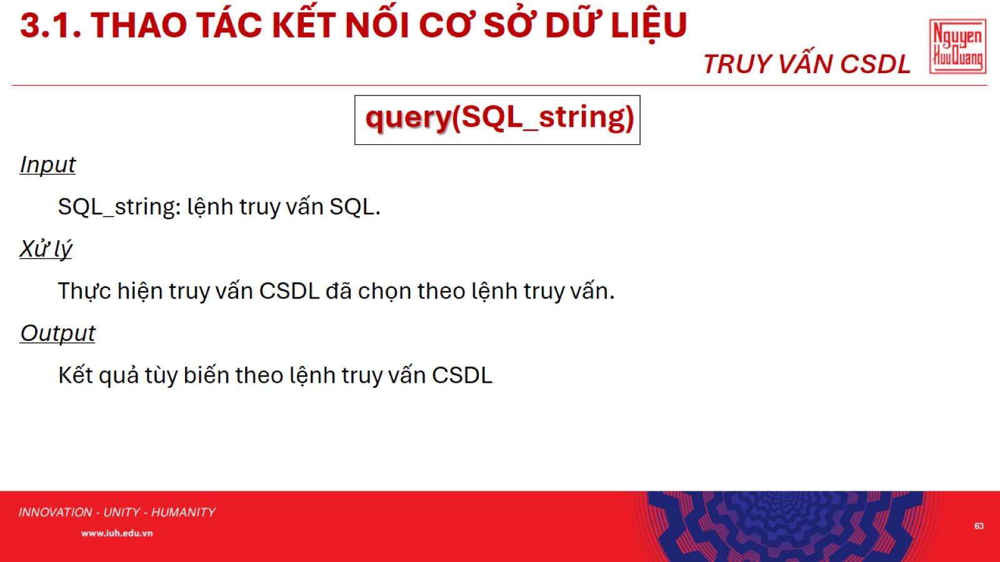 3.1. THAO TÁC KẾT NỐI CƠ SỞ DỮ LIỆU
TRUY VẤN CSDL
Nguyen
HuuQuang
query(SQL_string)
Input
SQL_string: lệnh truy vấn SQL.
Xử lý
Thực hiện truy vấn CSDL đã chọn theo lệnh truy vấn.
Output
Kết quả tùy biến theo lệnh truy vấn CSDL
INNOVATION - UNITY - HUMANITY
www.iuh.edu.vn
63